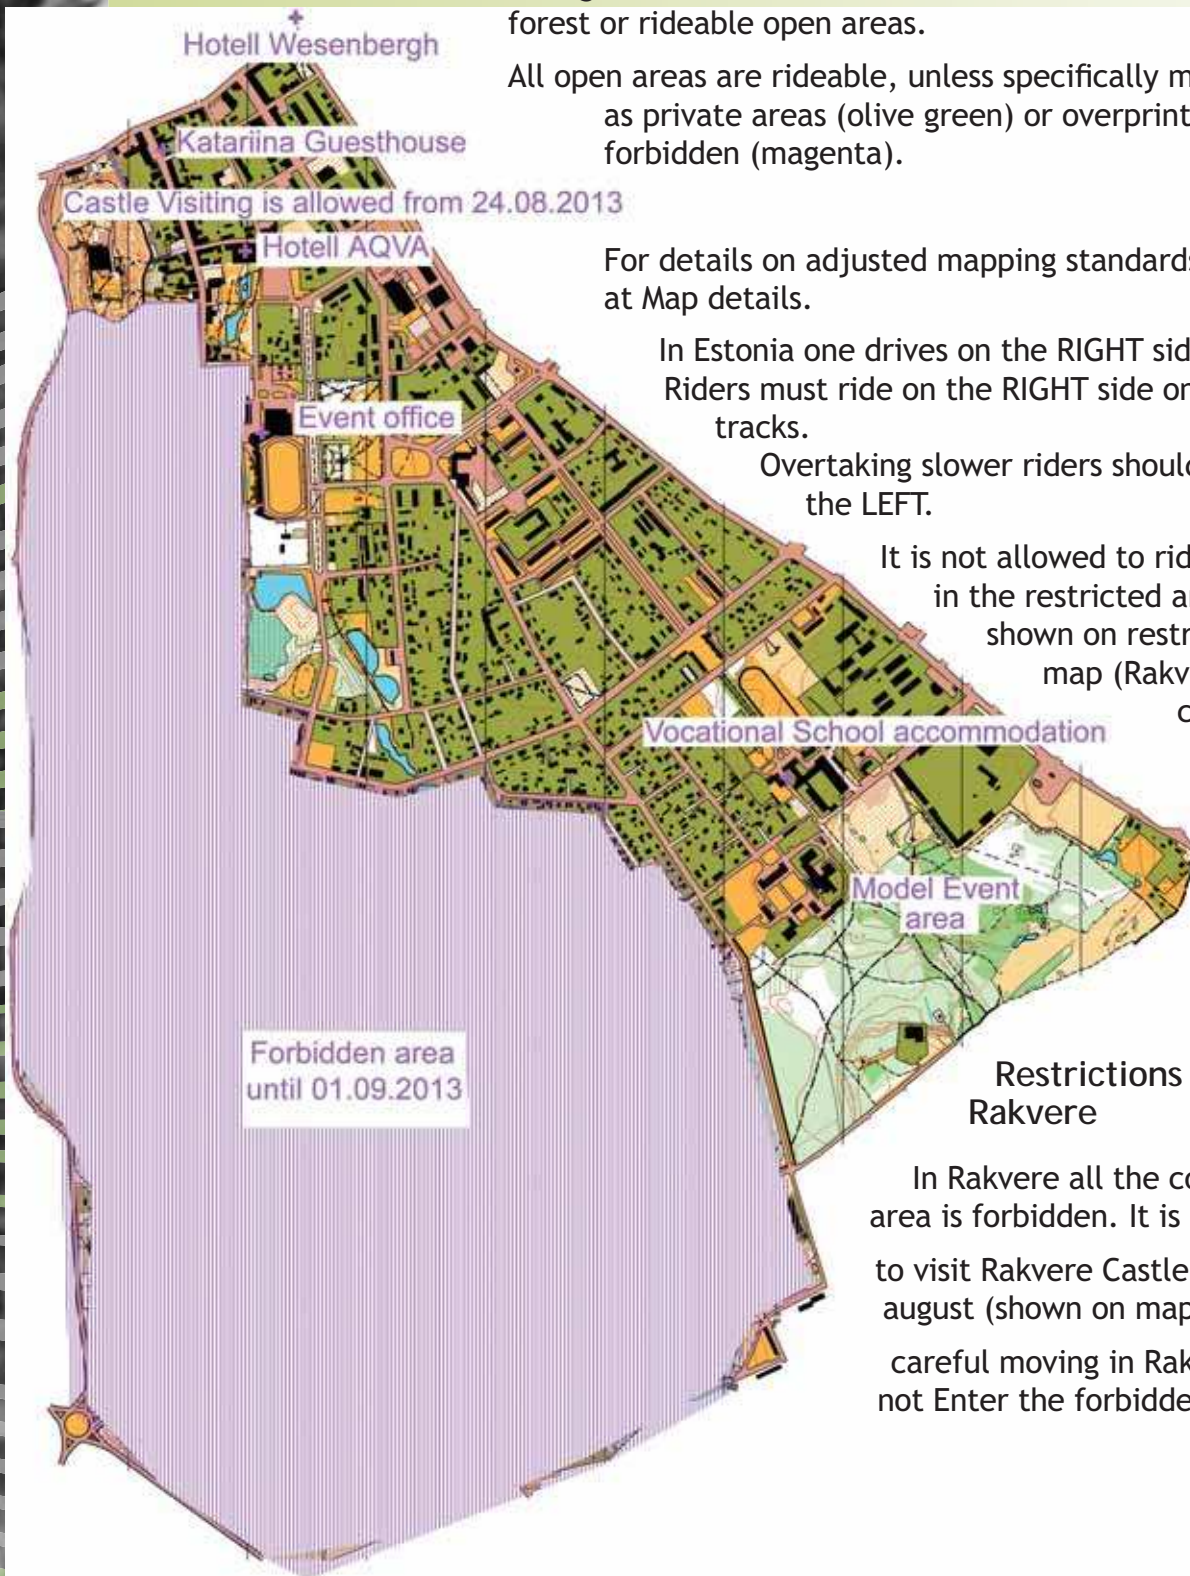 forest or rideable open areas.
All open areas are rideable, unless specifically m
as private areas (olive green) or overprint
forbidden (magenta).
For details on adjusted mapping standards
at Map details.
In Estonia one drives on the RIGHT sid
Riders must ride on the RIGHT side or
tracks.
Overtaking slower riders should
the LEFT.
It is not allowed to rid
in the restricted a
shown on restr
map (Rakv
c
Hotell Wesenbergh
Katariina Guesthouse
Castle Visiting is allowed from 24.08.2013
Hotell AQVA
Event office
Vocational School accommodation
Model Event
area
Forbidden area
until 01.09.2013
Restrictions
Rakvere
In Rakvere all the co
area is forbidden. It is
to visit Rakvere Castle
august (shown on map
careful moving in Rak
not Enter the forbidde